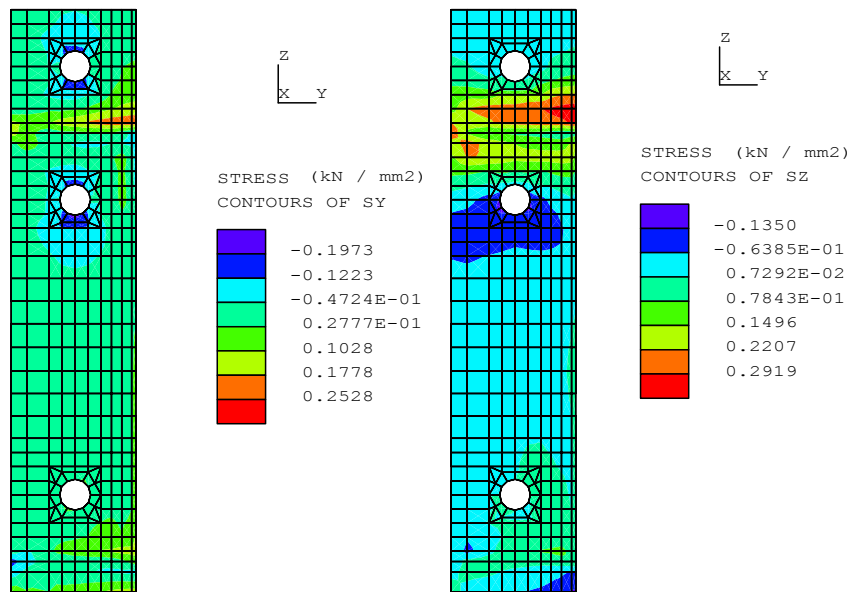 Z
X Y
STRESS (kN / mm2)
CONTOURS OF SY
-0.1973
-0.1223
-0.4724E-01
0.2777E-01
0.1028
0.1778
0.2528
Z
X Y
STRESS (kN / mm2)
CONTOURS OF SZ
-0.1350
-0.6385E-01
0.7292E-02
0.7843E-01
0.1496
0.2207
0.2919